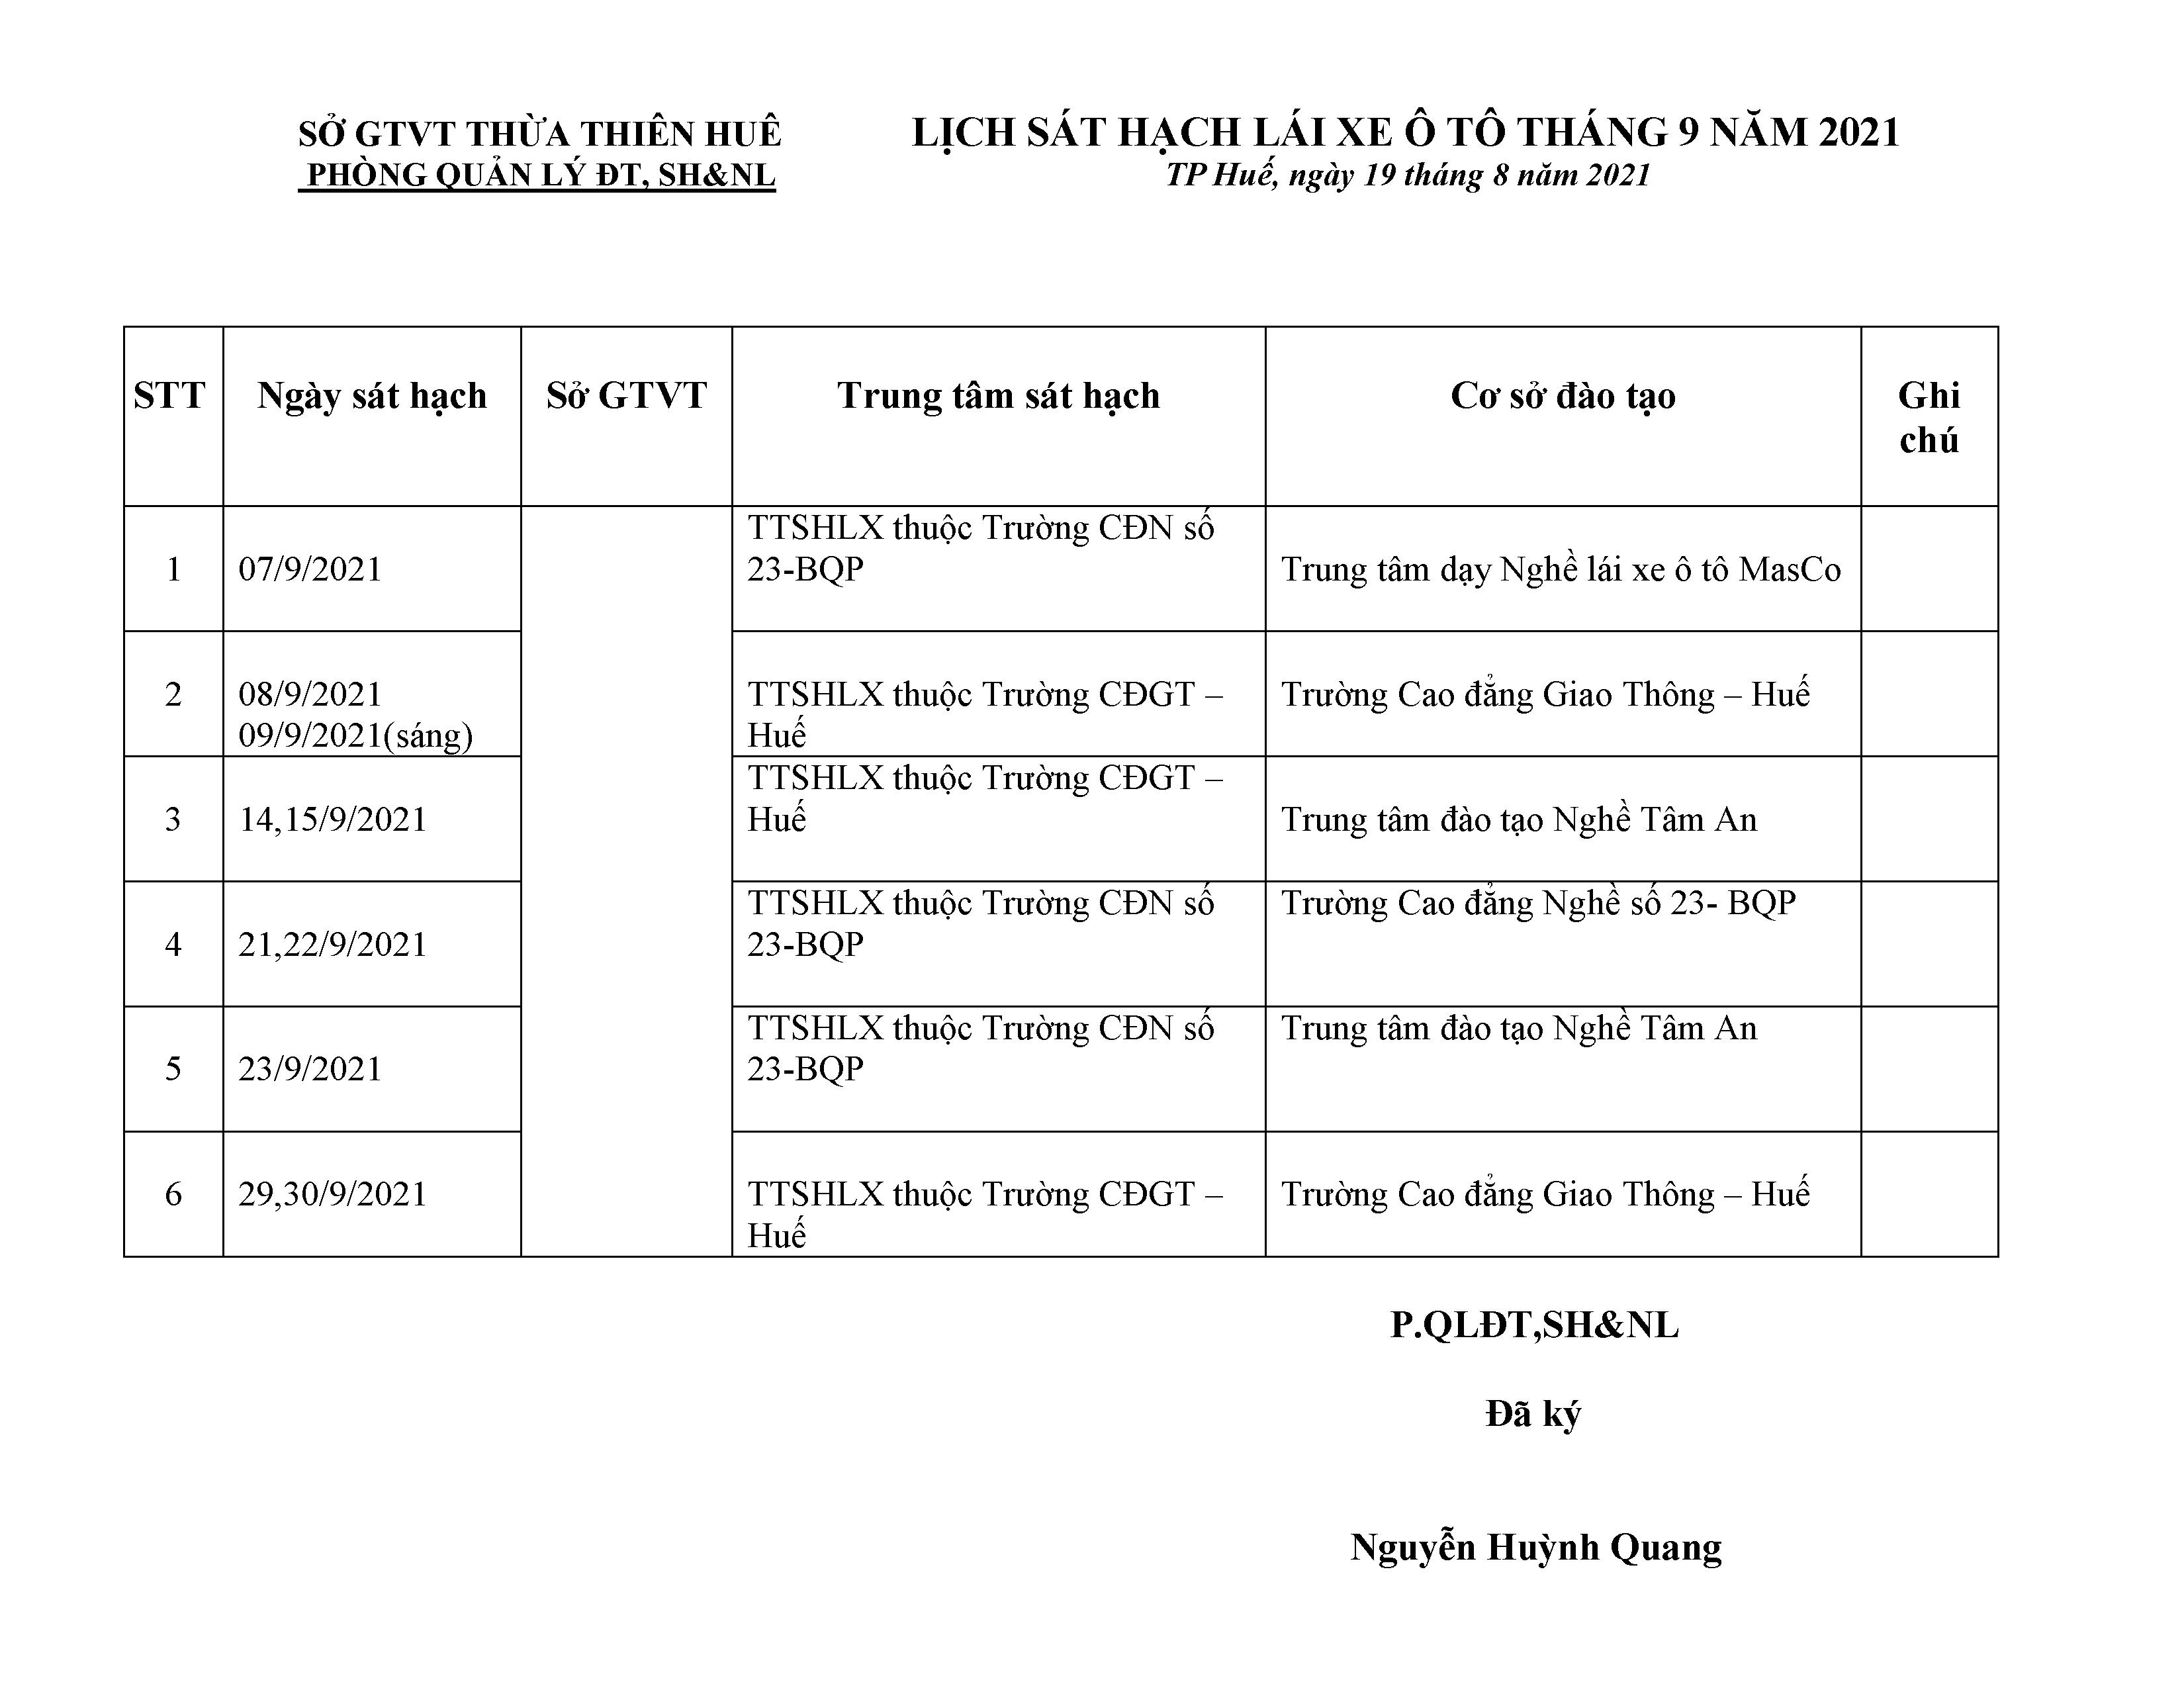 SỞ GTVT THỪA THIÊN HUÊ
PHÒNG QUẢN LÝ ĐT, SH&NL
LỊCH SÁT HẠCH LÁI XE Ô TÔ THÁNG 9 NĂM 2021
TP Huế, ngày 19 tháng 8 năm 2021
STT Ngày sát hạch Sở GTVT Trung tâm sát hạch Cơ sở đào tạo Ghi
chú
TTSHLX thuộc Trường CĐN số
1 07/9/2021 23-BQP Trung tâm dạy Nghề lái xe ô tô MasCo
2 08/9/2021 TTSHLX thuộc Trường CĐGT – Trường Cao đẳng Giao Thông – Huế
09/9/2021(sáng) Huế
TTSHLX thuộc Trường CĐGT –
3 14,15/9/2021 Huế Trung tâm đào tạo Nghề Tâm An
TTSHLX thuộc Trường CĐN số Trường Cao đẳng Nghề số 23- BQP
4 21,22/9/2021 23-BQP
TTSHLX thuộc Trường CĐN số Trung tâm đào tạo Nghề Tâm An
5 23/9/2021 23-BQP
6 29,30/9/2021 TTSHLX thuộc Trường CĐGT – Trường Cao đẳng Giao Thông – Huế
Huế
P.QLĐT,SH&NL
Đã ký
Nguyễn Huỳnh Quang